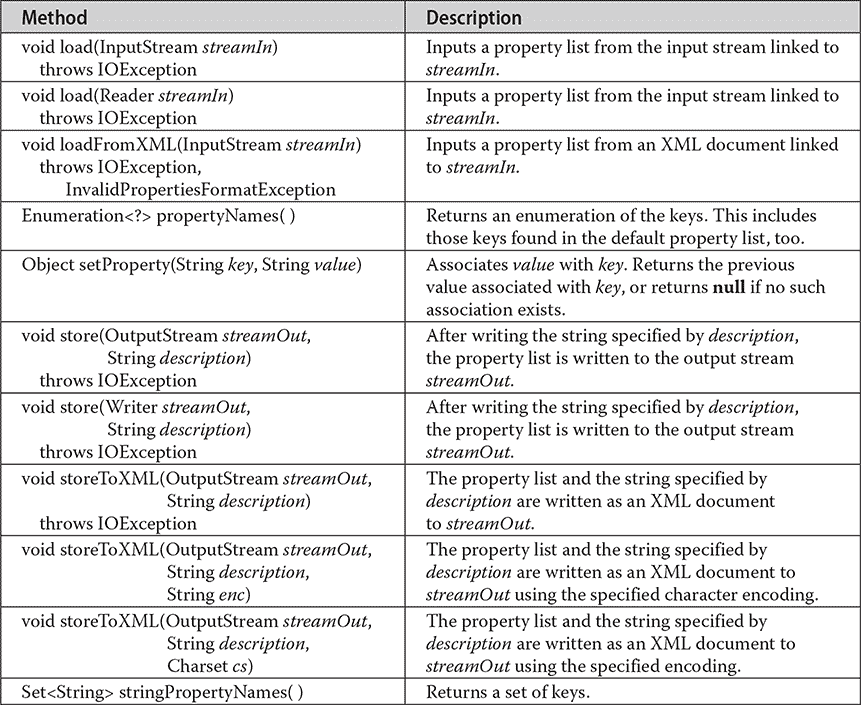 Method Description
void load(InputStream streamIn) Inputs a property list from the input stream linked to
throws IOException streamIn.
void load(Reader streamIn) Inputs a property list from the input stream linked to
throws IOException streamIn.
void loadFromXML(InputStream streamIn) Inputs a property list from an XML document linked
throws IOException, to streamIn.
InvalidPropertiesFormatException
Enumeration<?> propertyNames( ) Returns an enumeration of the keys. This includes
those keys found in the default property list, too.
Object setProperty(String key, String value) Associates value with key. Returns the previous
value associated with key, or returns null if no such
association exists.
void store(OutputStream streamOut, After writing the string specified by description,
String description) the property list is written to the output stream
throws IOException streamOut.
void store(Writer streamOut, After writing the string specified by description,
String description) the property list is written to the output stream
throws IOException streamOut.
void storeToXML(OutputStream streamOut, The property list and the string specified by
String description) description are written as an XML document
throws IOException to streamOut.
void storeToXML(OutputStream streamOut, The property list and the string specified by
String description, description are written as an XML document to
String enc) streamOut using the specified character encoding.
void storeToXML(OutputStream streamOut, The property list and the string specified by
String description, description are written as an XML document to
Charset cs) streamOut using the specified encoding.
Set<String> stringPropertyNames( ) Returns a set of keys.